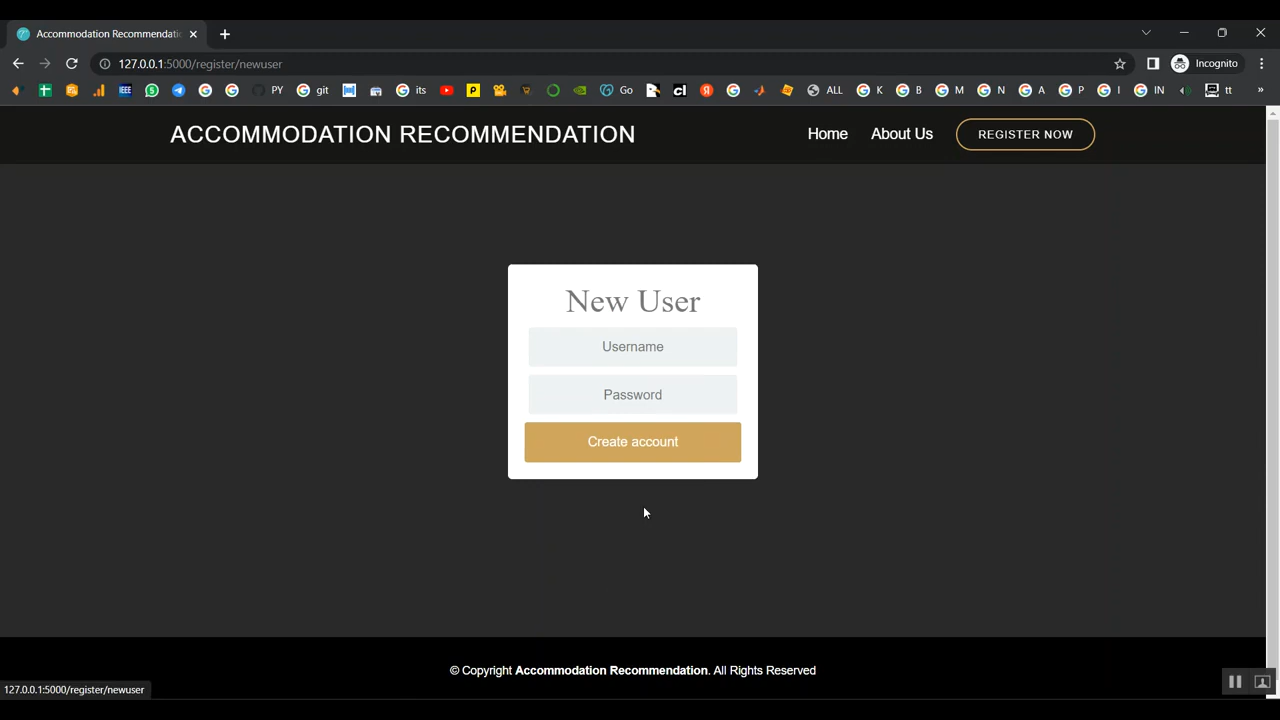 Accommodation Recommendati
127.0.0.1:5000/register/newuser
Incognito
IEEE PY git its Go cl ALL K B M N A P I IN tt »
ACCOMMODATION RECOMMENDATION
Home About Us REGISTER NOW
New User
Username
Password
Create account
© Copyright Accommodation Recommendation. All Rights Reserved
127.0.0.1:5000/register/newuser